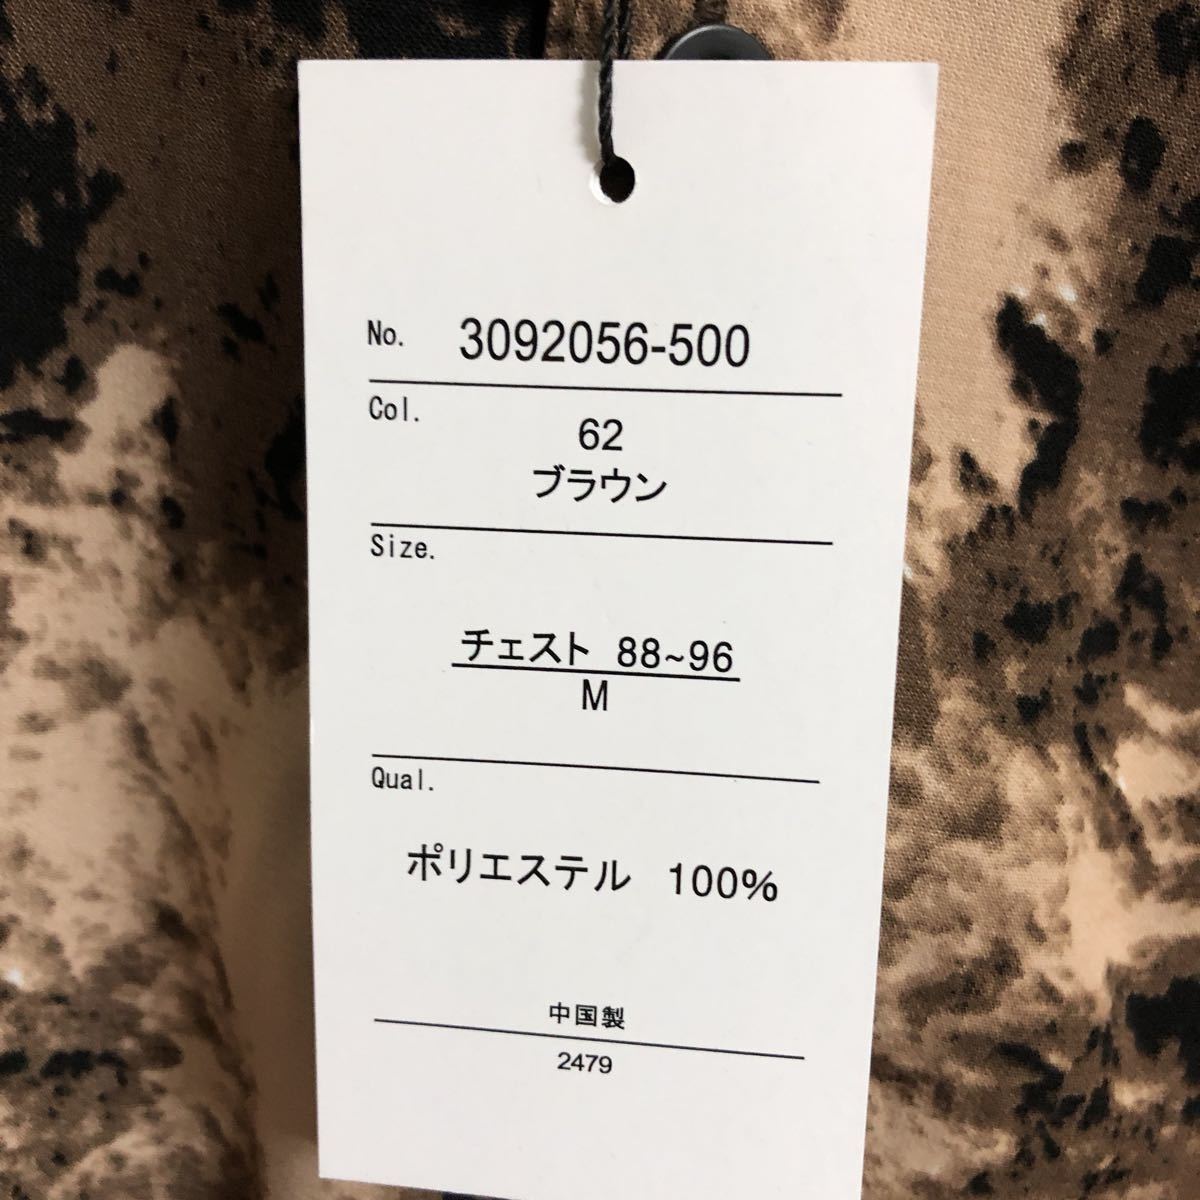 No. 3092056-500
Col.
62
ブラウン
Size.
チェスト 88~96
M
Qual.
ポリエステル 100%
中国製
2479